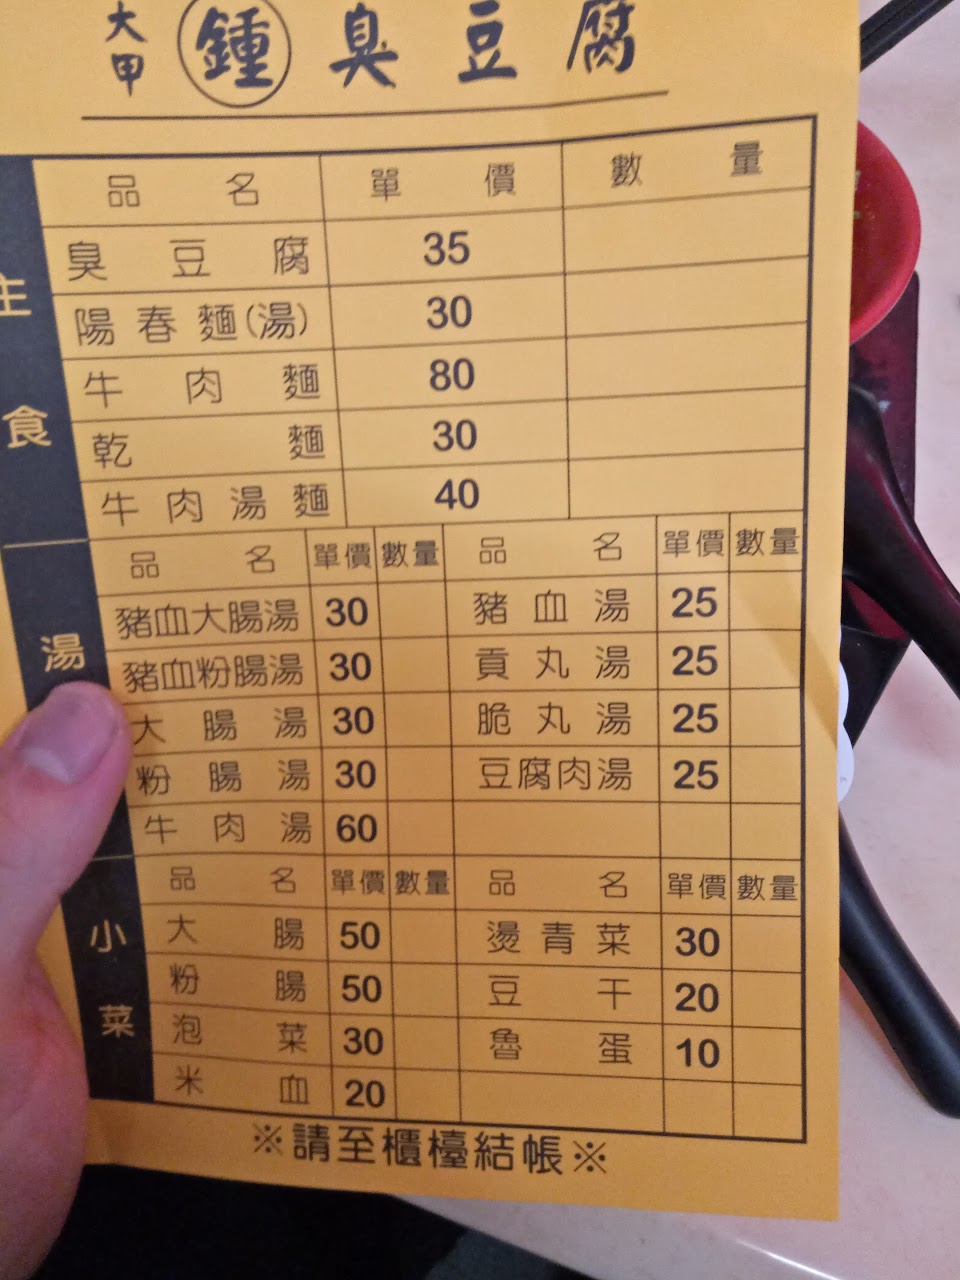 大甲 鍾 臭豆腐
主食
品名 單價 數量
臭豆腐 35
陽春麵(湯) 30
牛肉麵 80
乾麵 30
牛肉湯麵 40
湯
品名 單價 數量 品名 單價 數量
豬血大腸湯 30 豬血湯 25
豬血粉腸湯 30 貢丸湯 25
大腸湯 30 脆丸湯 25
粉腸湯 30 豆腐肉湯 25
牛肉湯 60
小菜
品名 單價 數量 品名 單價 數量
大腸 50 燙青菜 30
粉腸 50 豆干 20
泡菜 30 魯蛋 10
米血 20
※請至櫃檯結帳※